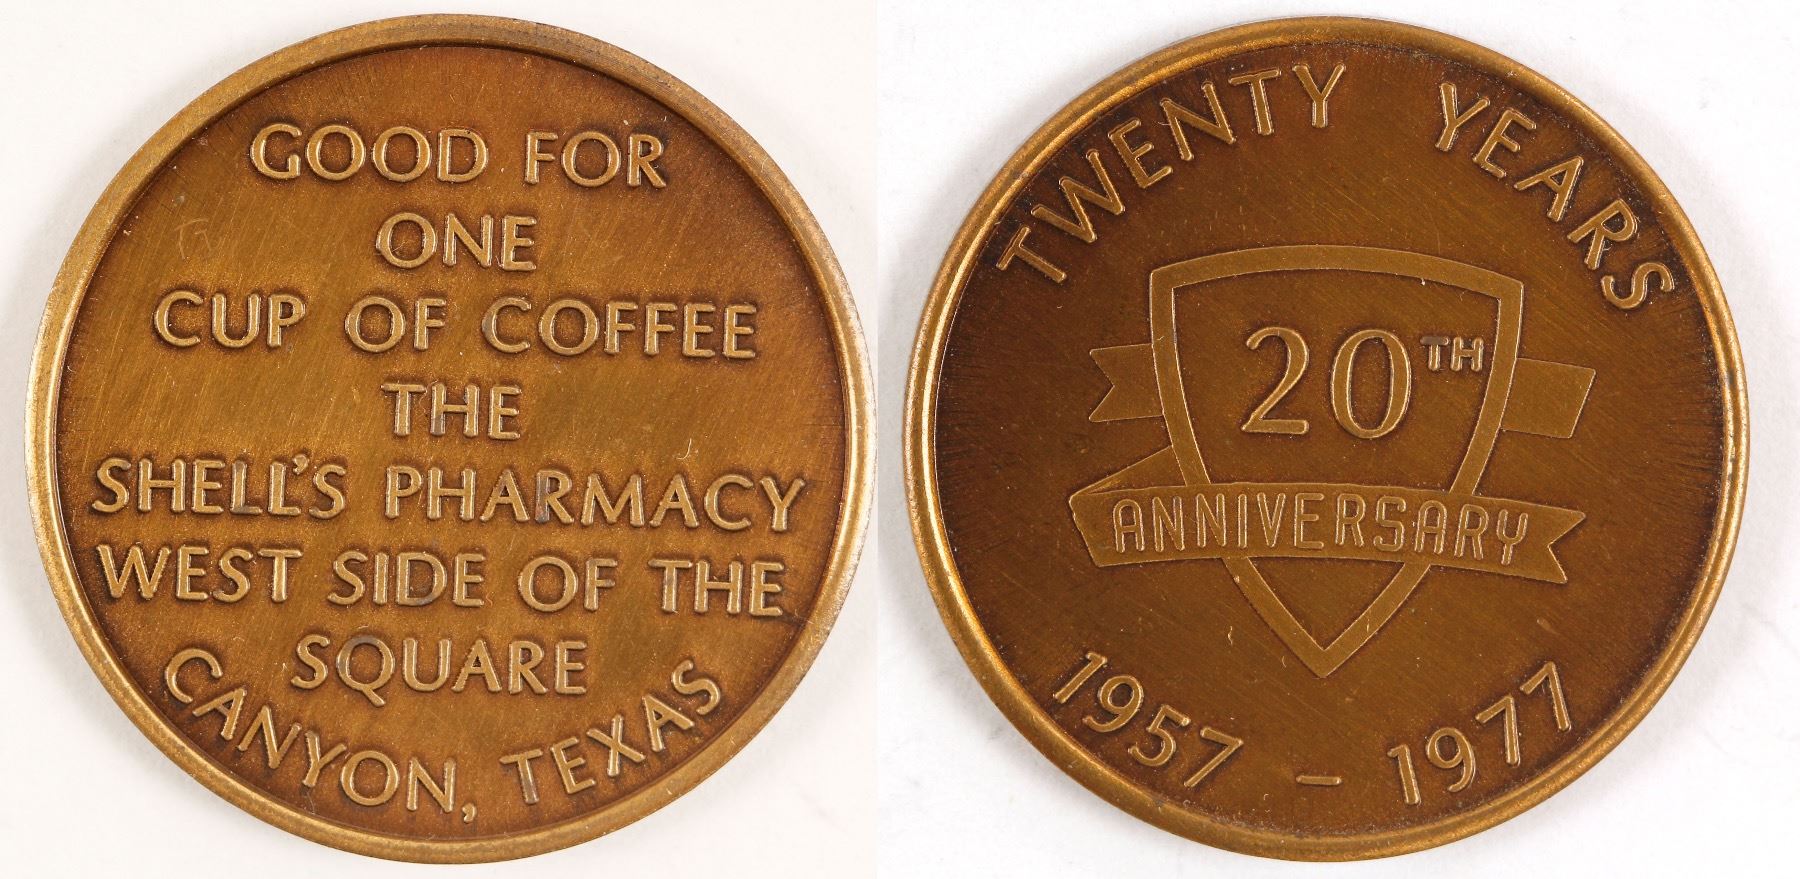 GOOD FOR
ONE
CUP OF COFFEE
THE
SHELL'S PHARMACY
WEST SIDE OF THE
SQUARE
CANYON, TEXAS
TWENTY YEARS
20TH
ANNIVERSARY
1957 - 1977